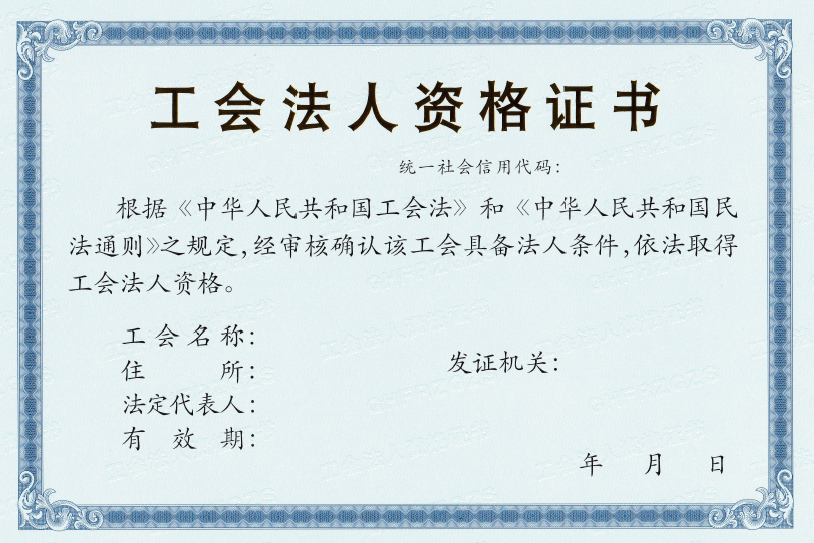 工会法人资格证书
统一社会信用代码：
根据《中华人民共和国工会法》和《中华人民共和国民
法通则》之规定，经审核确认该工会具备法人条件，依法取得
工会法人资格。
工会名称：
住所：
发证机关：
法定代表人：
有效期：
年 月 日